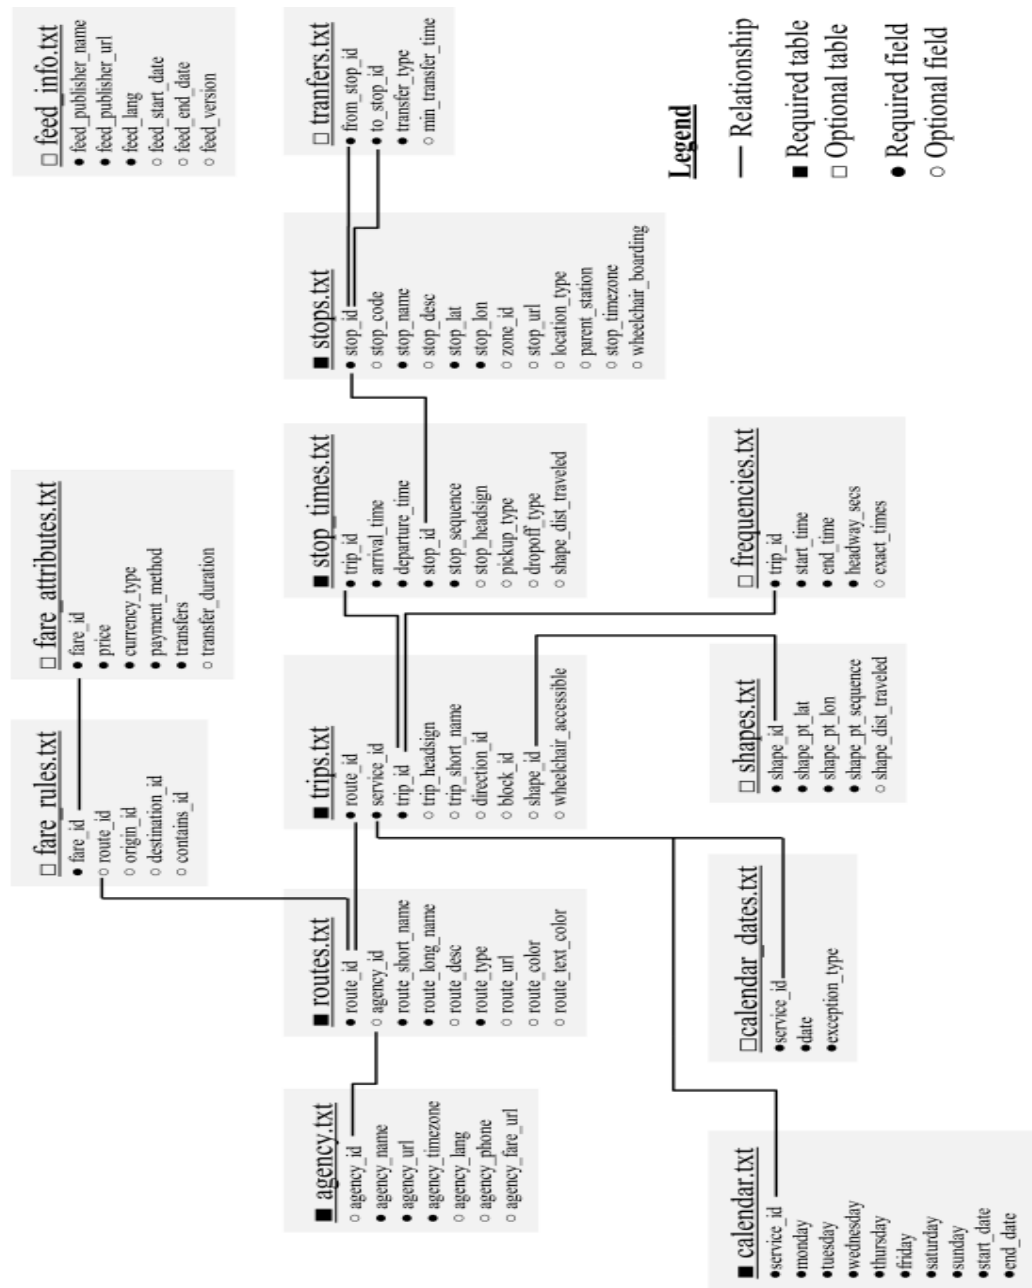 □ feed_info.txt
● feed_publisher_name
● feed_publisher_url
● feed_lang
○ feed_start_date
○ feed_end_date
○ feed_version
□ tranfers.txt
● from_stop_id
● to_stop_id
● transfer_type
○ min_transfer_time
Legend
— Relationship
■ Required table
□ Optional table
● Required field
○ Optional field
■ stops.txt
● stop_id
○ stop_code
● stop_name
○ stop_desc
● stop_lat
● stop_lon
○ zone_id
○ stop_url
○ location_type
○ parent_station
○ stop_timezone
○ wheelchair_boarding
□ fare_attributes.txt
● fare_id
● price
● currency_type
● payment_method
● transfers
○ transfer_duration
■ stop_times.txt
● trip_id
● arrival_time
● departure_time
● stop_id
● stop_sequence
○ stop_headsign
○ pickup_type
○ dropoff_type
○ shape_dist_traveled
□ frequencies.txt
● trip_id
● start_time
● end_time
● headway_secs
○ exact_times
□ fare_rules.txt
● fare_id
○ route_id
○ origin_id
○ destination_id
○ contains_id
■ trips.txt
● route_id
● service_id
● trip_id
○ trip_headsign
○ trip_short_name
○ direction_id
○ block_id
○ shape_id
○ wheelchair_accessible
□ shapes.txt
● shape_id
● shape_pt_lat
● shape_pt_lon
● shape_pt_sequence
○ shape_dist_traveled
■ routes.txt
● route_id
○ agency_id
● route_short_name
● route_long_name
○ route_desc
● route_type
○ route_url
○ route_color
○ route_text_color
□calendar_dates.txt
●service_id
●date
●exception_type
■ agency.txt
○ agency_id
● agency_name
● agency_url
● agency_timezone
○ agency_lang
○ agency_phone
○ agency_fare_url
■ calendar.txt
●service_id
●monday
●tuesday
●wednesday
●thursday
●friday
●saturday
●sunday
●start_date
●end_date